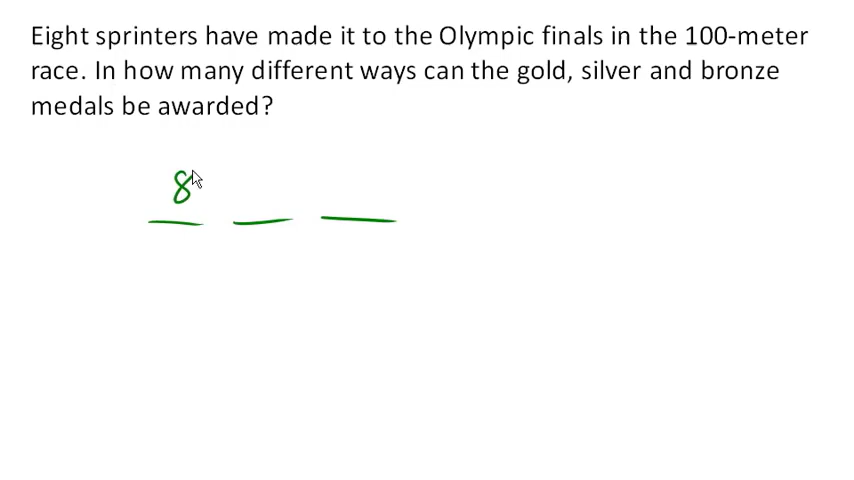 Eight sprinters have made it to the Olympic finals in the 100-meter
race. In how many different ways can the gold, silver and bronze
medals be awarded?
8